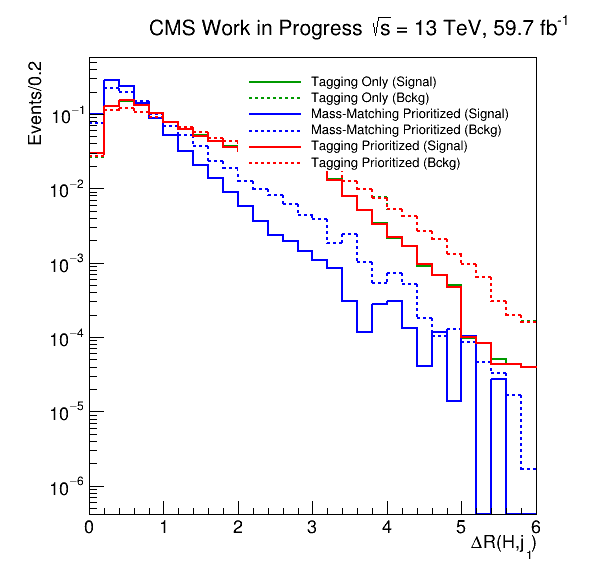 CMS Work in Progress √s = 13 TeV, 59.7 fb⁻¹
Events/0.2
Tagging Only (Signal)
Tagging Only (Bckg)
Mass-Matching Prioritized (Signal)
Mass-Matching Prioritized (Bckg)
Tagging Prioritized (Signal)
Tagging Prioritized (Bckg)
10⁻¹
10⁻²
10⁻³
10⁻⁴
10⁻⁵
10⁻⁶
0 1 2 3 4 5 6
ΔR(H,j₁)